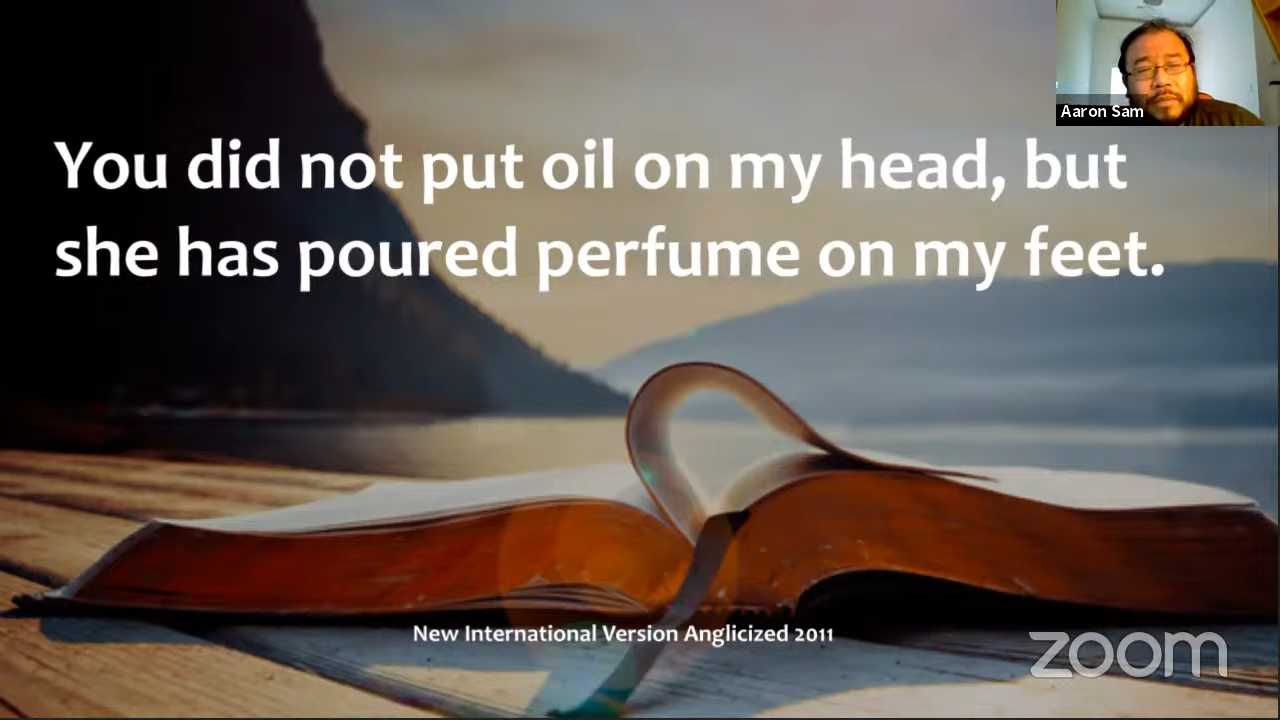 Aaron Sam
You did not put oil on my head, but
she has poured perfume on my feet.
New International Version Anglicized 2011
zoom